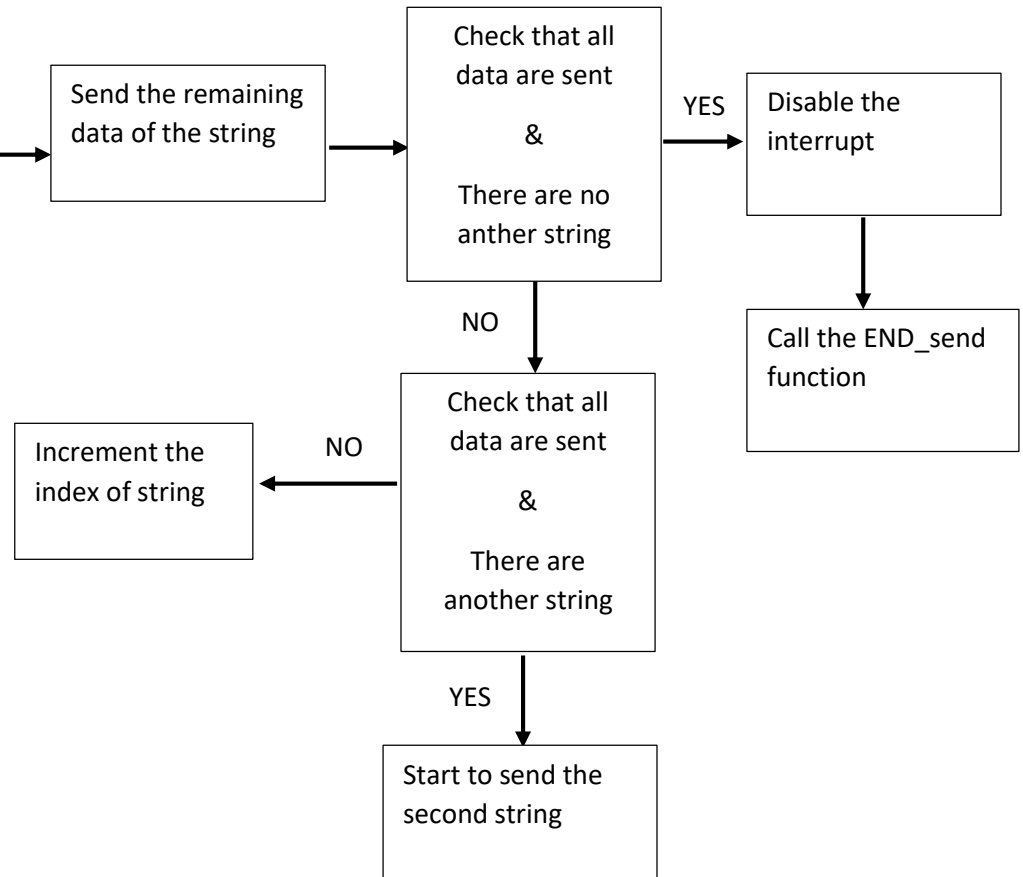 Send the remaining
data of the string
Check that all
data are sent
&
There are no
anther string
YES
Disable the
interrupt
Call the END_send
function
NO
Check that all
data are sent
&
There are
another string
NO
Increment the
index of string
YES
Start to send the
second string